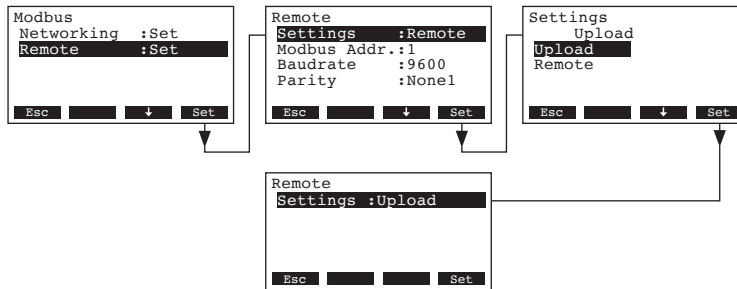 Modbus
Networking :Set
Remote :Set
Esc ↓ Set
Remote
Settings :Remote
Modbus Addr.:1
Baudrate :9600
Parity :None1
Esc ↓ Set
Settings
Upload
Upload
Remote
Esc ↓ Set
Remote
Settings :Upload
Esc Set